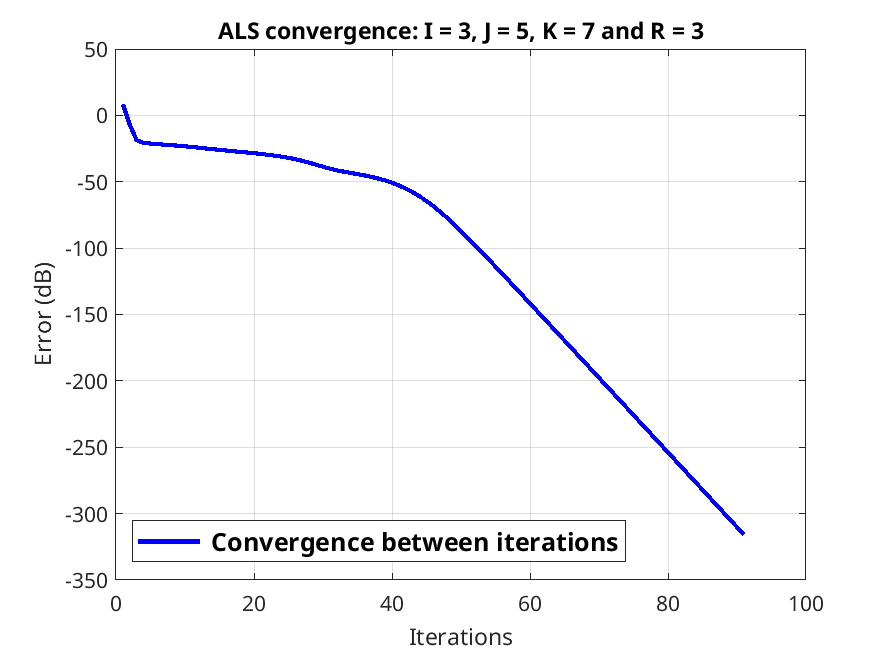 ALS convergence: I = 3, J = 5, K = 7 and R = 3
50
0
-50
-100
-150
-200
-250
-300
-350
Error (dB)
Convergence between iterations
0 20 40 60 80 100
Iterations